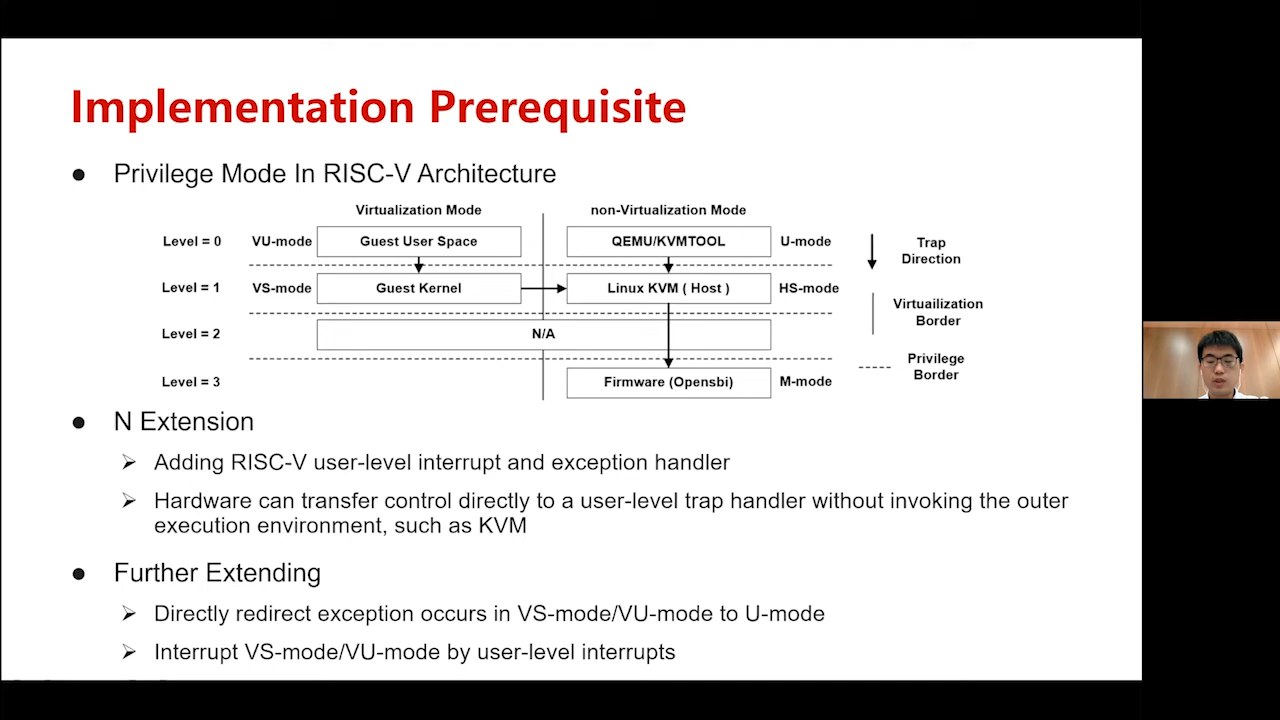 Implementation Prerequisite
● Privilege Mode In RISC-V Architecture
Virtualization Mode
non-Virtualization Mode
Level = 0
VU-mode
Guest User Space
QEMU/KVMTOOL
U-mode
Trap
Direction
Level = 1
VS-mode
Guest Kernel
Linux KVM ( Host )
HS-mode
Virtuailization
Border
Level = 2
N/A
Privilege
Border
Level = 3
Firmware (Opensbi)
M-mode
● N Extension
➢ Adding RISC-V user-level interrupt and exception handler
➢ Hardware can transfer control directly to a user-level trap handler without invoking the outer
execution environment, such as KVM
● Further Extending
➢ Directly redirect exception occurs in VS-mode/VU-mode to U-mode
➢ Interrupt VS-mode/VU-mode by user-level interrupts